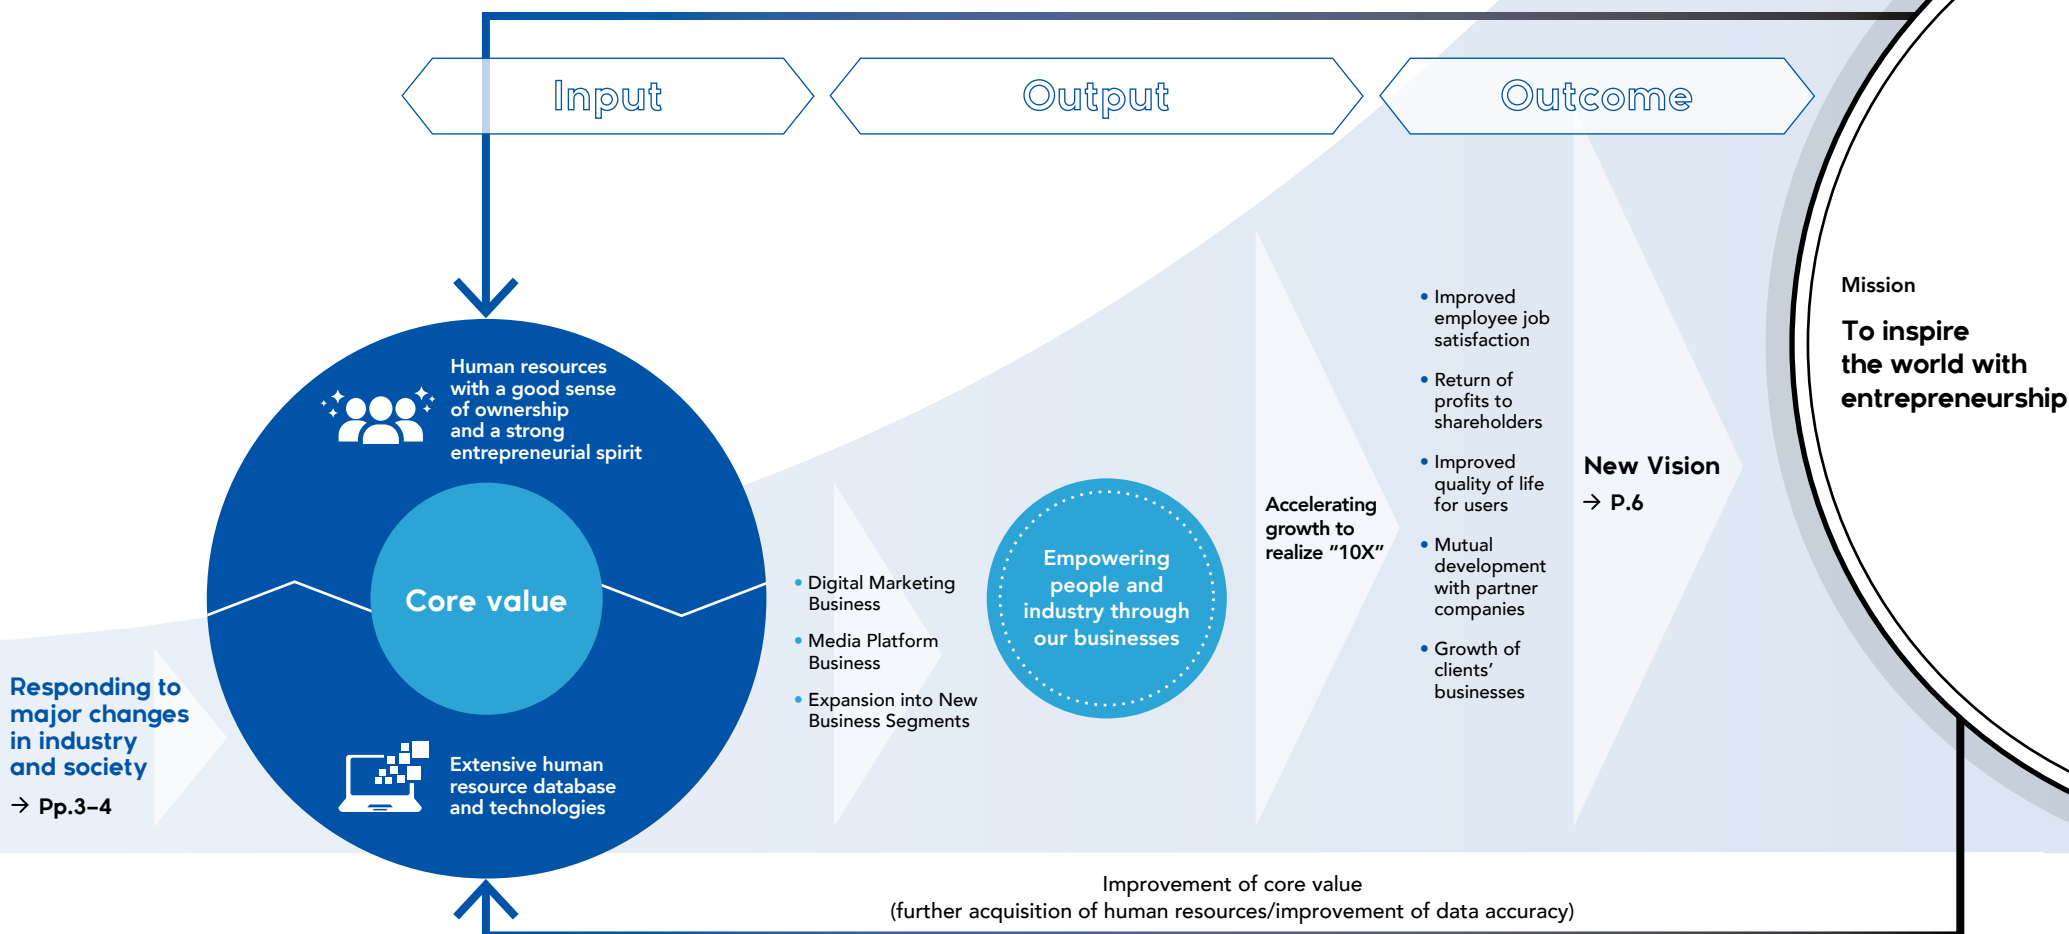 Input
Output
Outcome
Responding to
major changes
in industry
and society
→ Pp.3–4
Human resources
with a good sense
of ownership
and a strong
entrepreneurial spirit
Core value
Extensive human
resource database
and technologies
• Digital Marketing
Business
• Media Platform
Business
• Expansion into New
Business Segments
Empowering
people and
industry through
our businesses
Accelerating
growth to
realize “10X”
• Improved
employee job
satisfaction
• Return of
profits to
shareholders
• Improved
quality of life
for users
• Mutual
development
with partner
companies
• Growth of
clients’
businesses
New Vision
→ P.6
Mission
To inspire
the world with
entrepreneurship
Improvement of core value
(further acquisition of human resources/improvement of data accuracy)